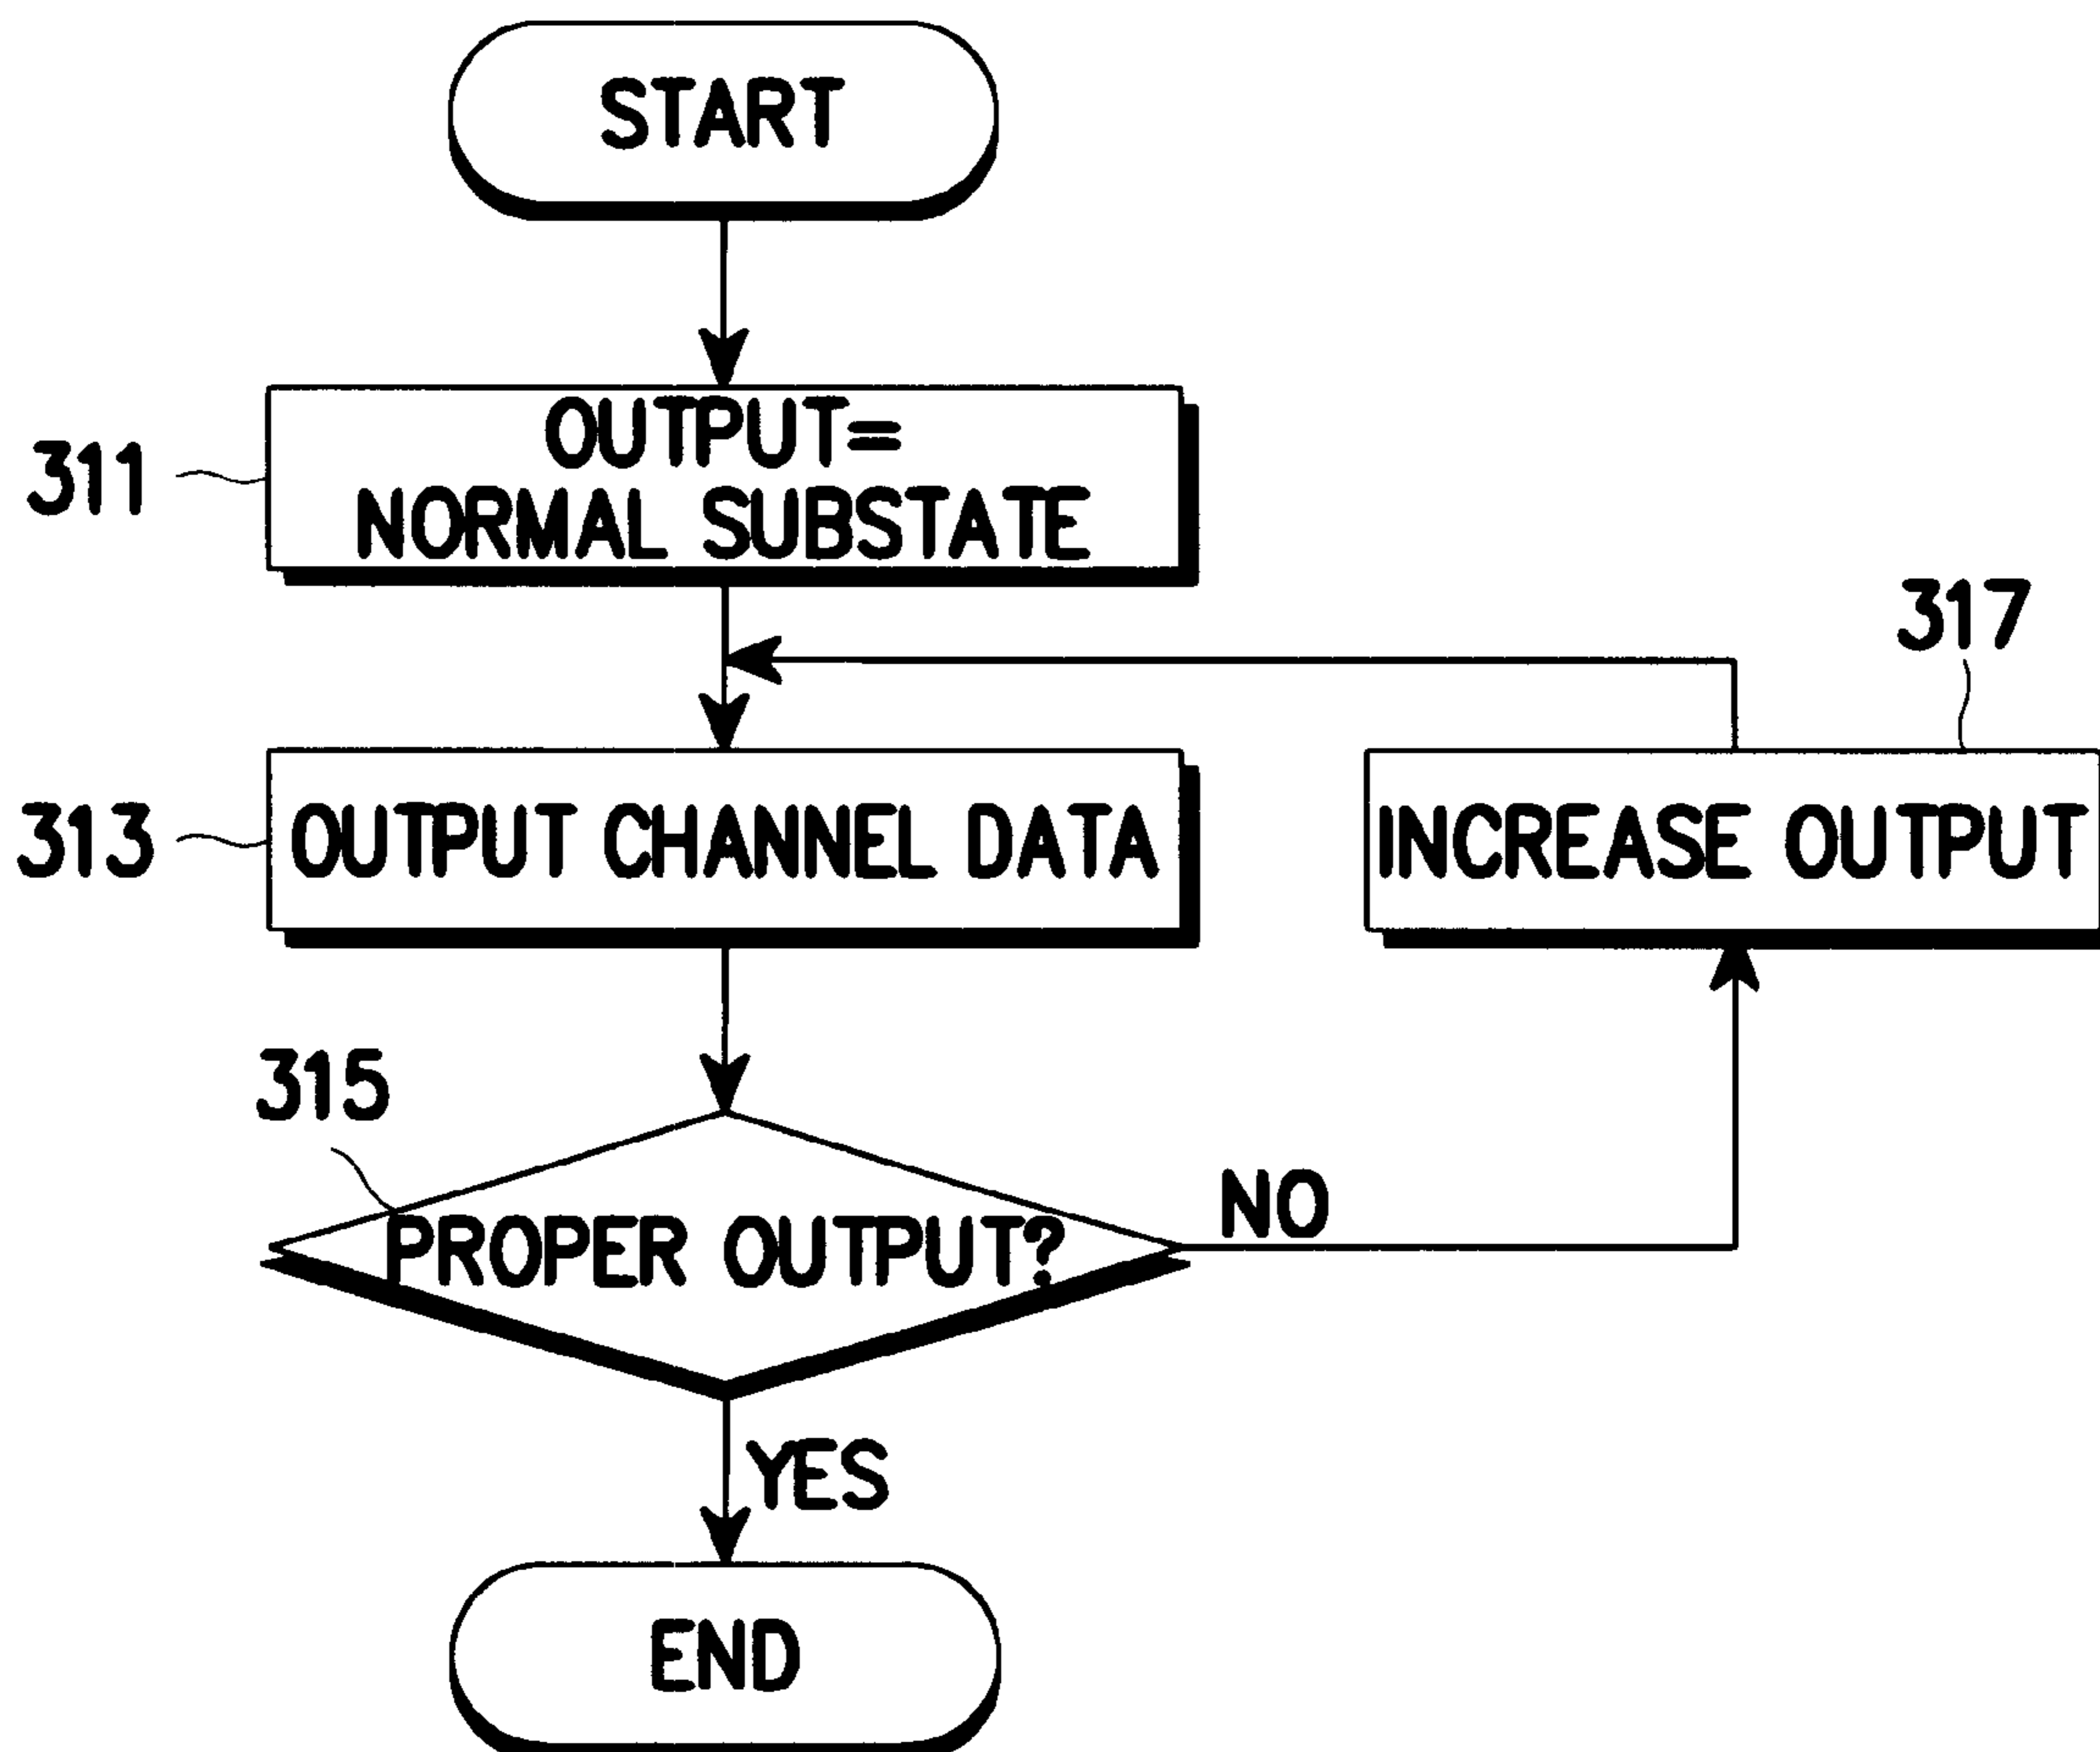 START
OUTPUT=
NORMAL SUBSTATE
311
317
313
OUTPUT CHANNEL DATA
INCREASE OUTPUT
315
PROPER OUTPUT?
NO
YES
END